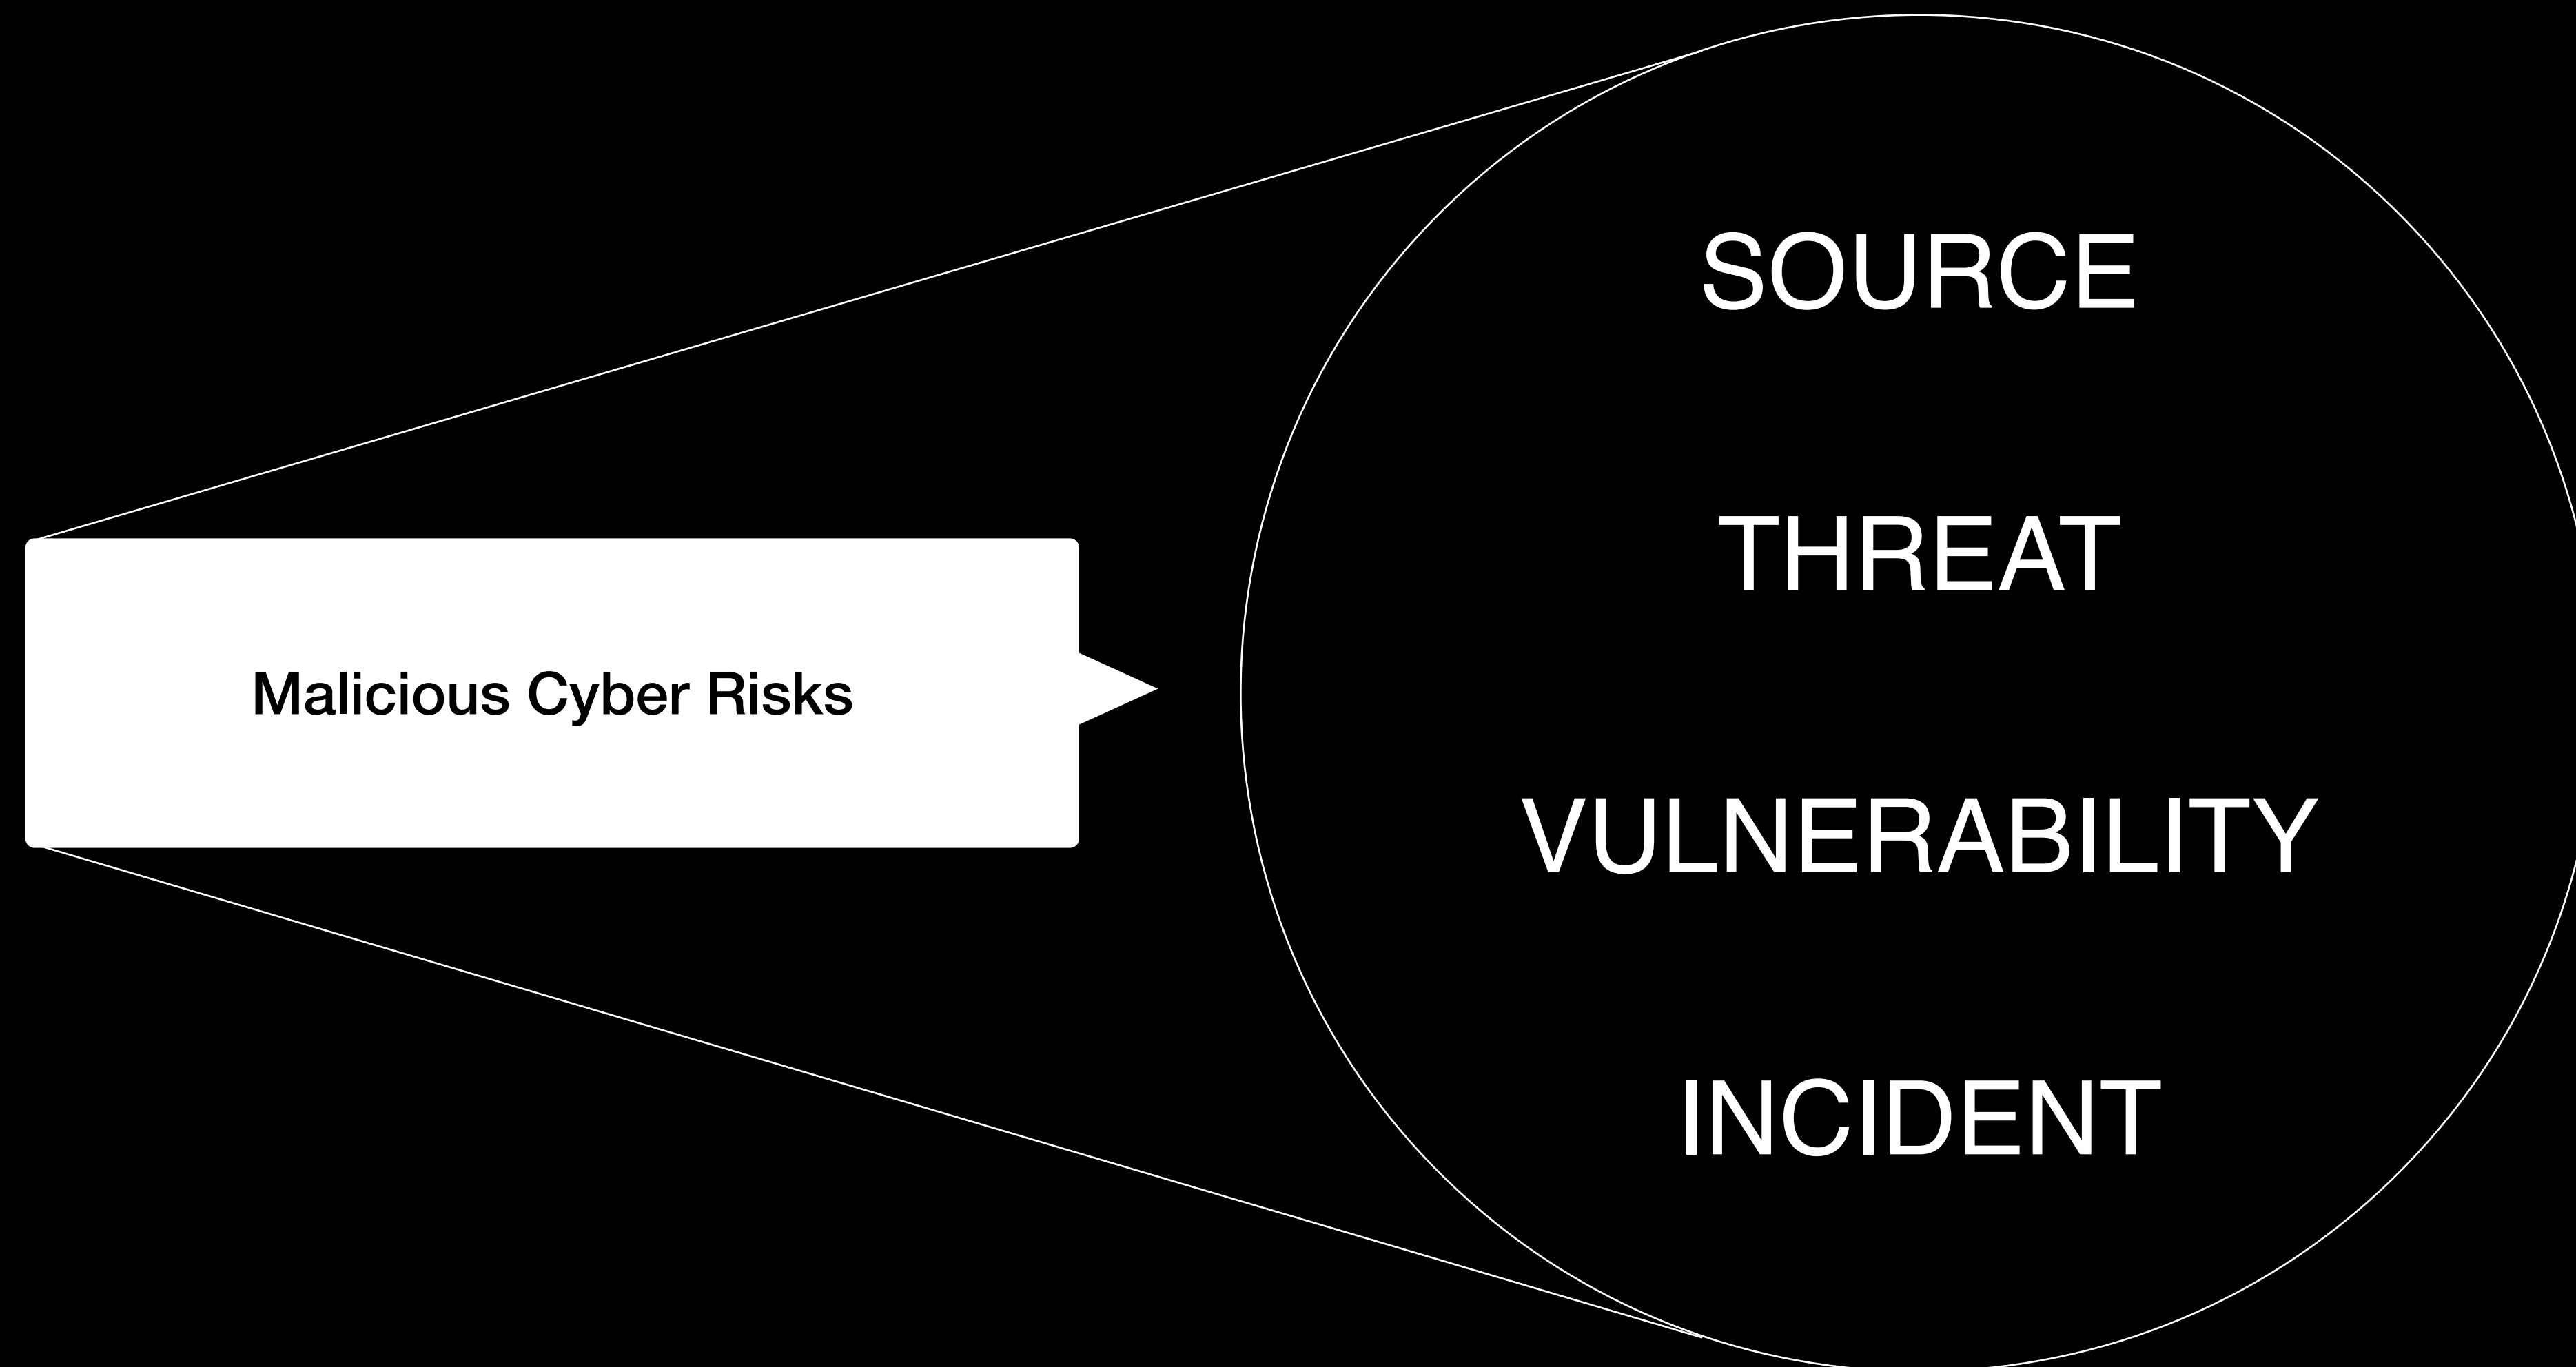 Malicious Cyber Risks
SOURCE
THREAT
VULNERABILITY
INCIDENT